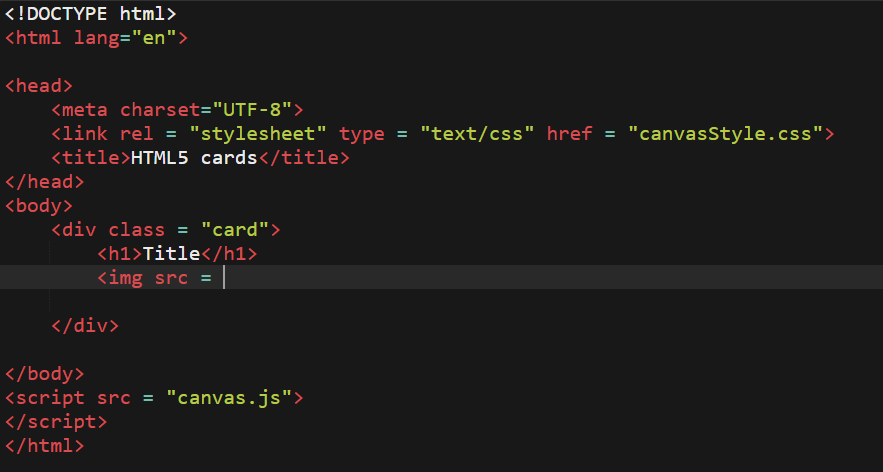 <!DOCTYPE html>
<html lang="en">
<head>
<meta charset="UTF-8">
<link rel = "stylesheet" type = "text/css" href = "canvasStyle.css">
<title>HTML5 cards</title>
</head>
<body>
<div class = "card">
<h1>Title</h1>
<img src =
</div>
</body>
<script src = "canvas.js">
</script>
</html>